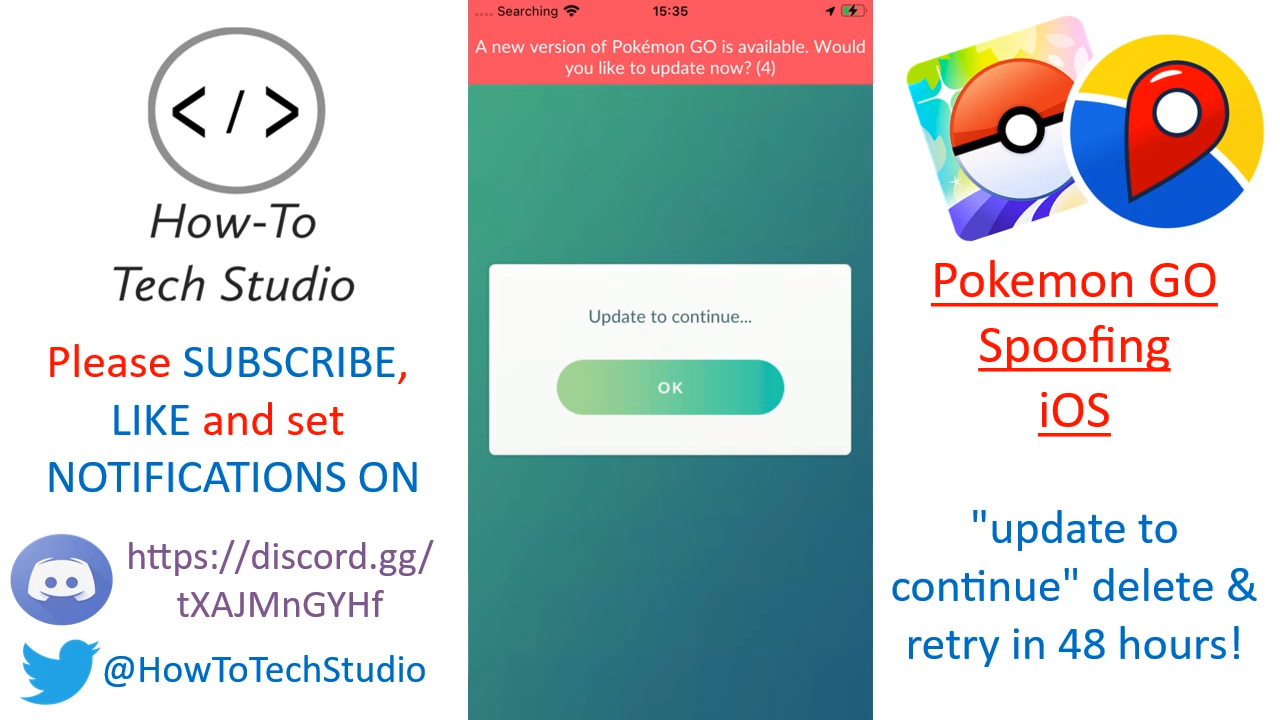 </>
How-To
Tech Studio
Please SUBSCRIBE,
LIKE and set
NOTIFICATIONS ON
https://discord.gg/
tXAJMnGYHf
@HowToTechStudio
Searching
15:35
A new version of Pokémon GO is available. Would
you like to update now? (4)
Update to continue...
OK
Pokemon GO
Spoofing
iOS
"update to
continue" delete &
retry in 48 hours!